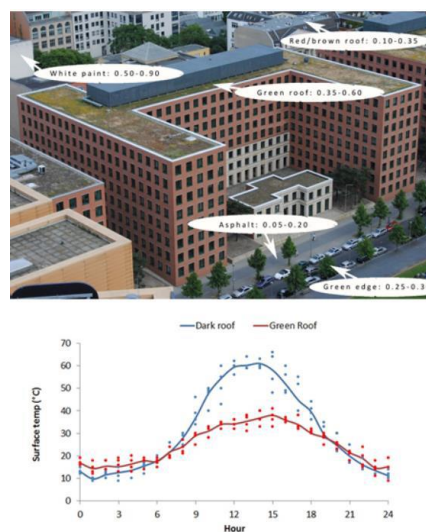 Red/brown roof: 0.10-0.35
White paint: 0.50-0.90
Green roof: 0.35-0.60
Asphalt: 0.05-0.20
Green edge: 0.25-0.3
Dark roof
Green Roof
Surface temp (°C)
70
60
50
40
30
20
10
0
0 3 6 9 12 15 18 21 24
Hour